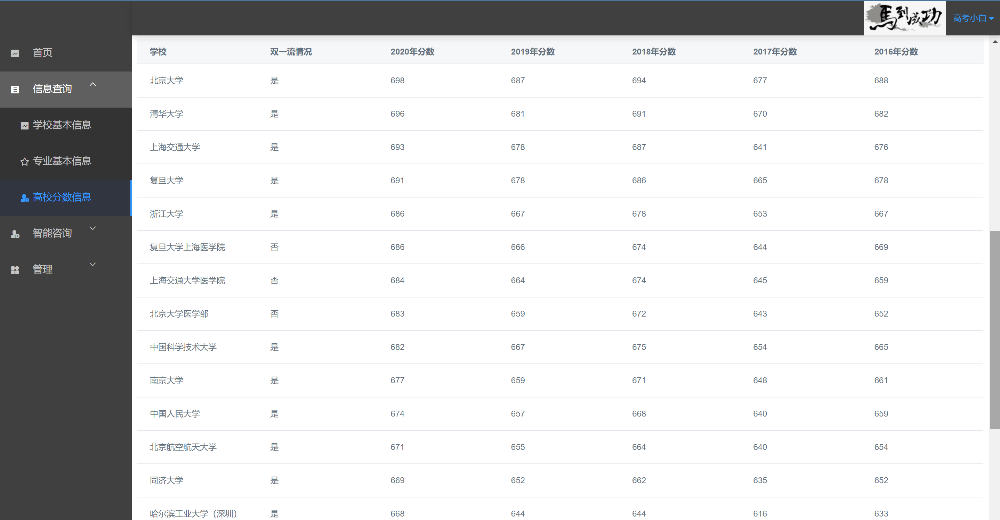 馬到成功
高考小白
首页
信息查询
学校基本信息
专业基本信息
高校分数信息
智能咨询
管理
学校 双一流情况 2020年分数 2019年分数 2018年分数 2017年分数 2016年分数
北京大学 是 698 687 694 677 688
清华大学 是 696 681 691 670 682
上海交通大学 是 693 678 687 641 676
复旦大学 是 691 678 686 665 678
浙江大学 是 686 667 678 653 667
复旦大学上海医学院 否 686 666 674 644 669
上海交通大学医学院 否 684 664 674 645 659
北京大学医学部 否 683 659 672 643 652
中国科学技术大学 是 682 667 675 654 665
南京大学 是 677 659 671 648 661
中国人民大学 是 674 657 668 640 659
北京航空航天大学 是 671 655 664 640 654
同济大学 是 669 652 662 635 652
哈尔滨工业大学（深圳） 是 668 644 644 616 633